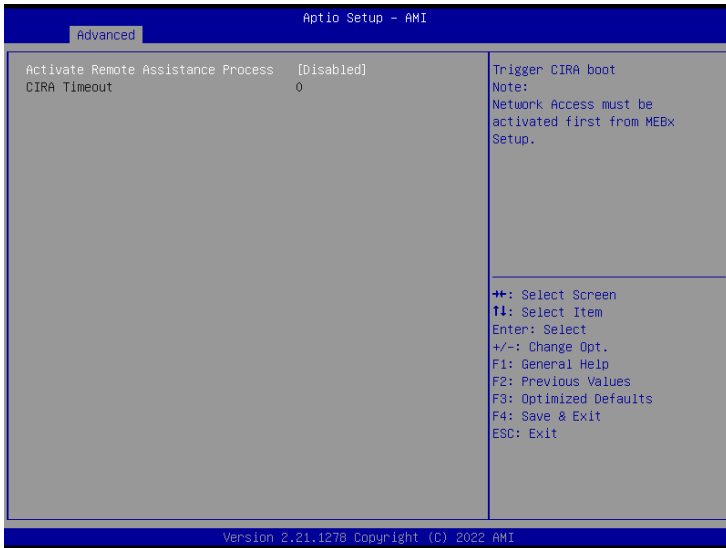 Aptio Setup – AMI
Advanced
Activate Remote Assistance Process [Disabled]
CIRA Timeout 0
Trigger CIRA boot
Note:
Network Access must be
activated first from MEBx
Setup.
→←: Select Screen
↑↓: Select Item
Enter: Select
+/-: Change Opt.
F1: General Help
F2: Previous Values
F3: Optimized Defaults
F4: Save & Exit
ESC: Exit
Version 2.21.1278 Copyright (C) 2022 AMI